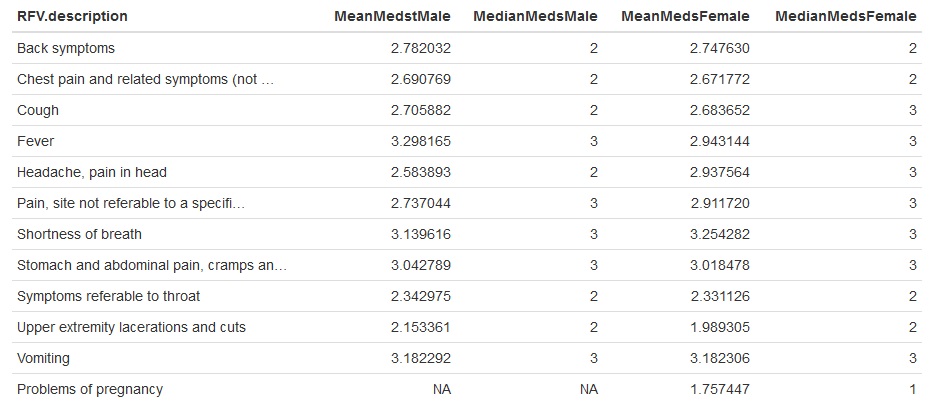 RFV.description MeanMedstMale MedianMedsMale MeanMedsFemale MedianMedsFemale
Back symptoms 2.782032 2 2.747630 2
Chest pain and related symptoms (not … 2.690769 2 2.671772 2
Cough 2.705882 2 2.683652 3
Fever 3.298165 3 2.943144 3
Headache, pain in head 2.583893 2 2.937564 3
Pain, site not referable to a specifi… 2.737044 3 2.911720 3
Shortness of breath 3.139616 3 3.254282 3
Stomach and abdominal pain, cramps an… 3.042789 3 3.018478 3
Symptoms referable to throat 2.342975 2 2.331126 2
Upper extremity lacerations and cuts 2.153361 2 1.989305 2
Vomiting 3.182292 3 3.182306 3
Problems of pregnancy NA NA 1.757447 1